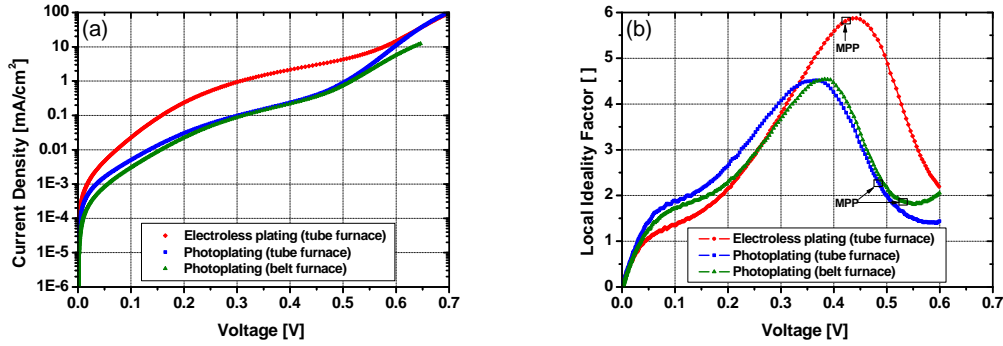 (a)
Current Density [mA/cm²]
100
10
1
0.1
0.01
1E-3
1E-4
1E-5
1E-6
Electroless plating (tube furnace)
Photoplating (tube furnace)
Photoplating (belt furnace)
0.0 0.1 0.2 0.3 0.4 0.5 0.6 0.7
Voltage [V]
(b)
Local Ideality Factor [ ]
6
5
4
3
2
1
0
MPP
MPP
Electroless plating (tube furnace)
Photoplating (tube furnace)
Photoplating (belt furnace)
0.0 0.1 0.2 0.3 0.4 0.5 0.6 0.7
Voltage [V]